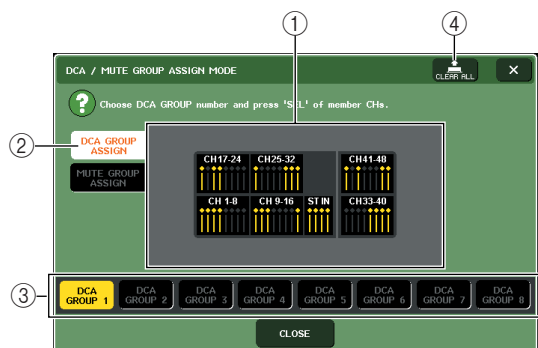 ①
④
DCA / MUTE GROUP ASSIGN MODE
CLEAR ALL
×
?
Choose DCA GROUP number and press 'SEL' of member CHs.
②
DCA GROUP
ASSIGN
MUTE GROUP
ASSIGN
CH17-24 CH25-32 CH41-48
CH 1-8 CH 9-16 ST IN CH33-40
③
DCA
GROUP 1
DCA
GROUP 2
DCA
GROUP 3
DCA
GROUP 4
DCA
GROUP 5
DCA
GROUP 6
DCA
GROUP 7
DCA
GROUP 8
CLOSE